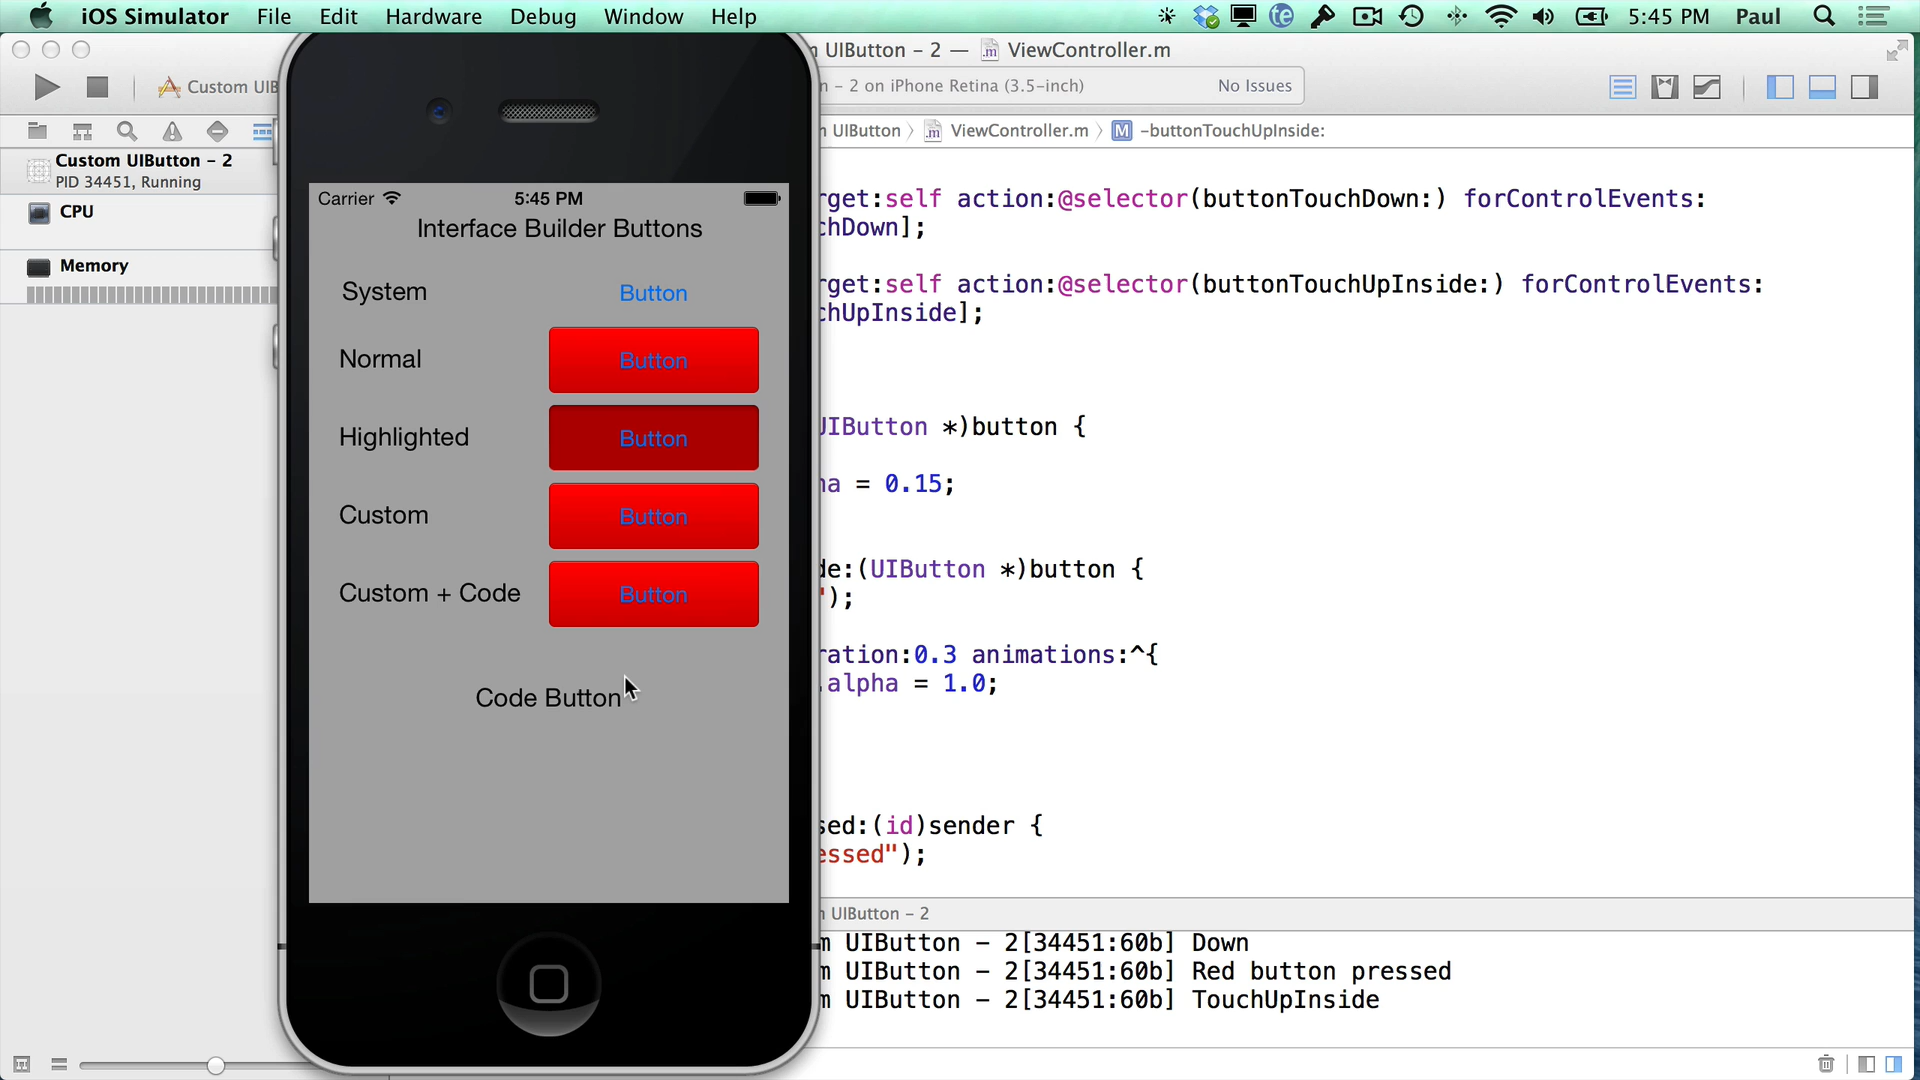 iOS Simulator File Edit Hardware Debug Window Help 5:45 PM Paul
m UIButton – 2 — ViewController.m
Custom UIB n – 2 on iPhone Retina (3.5-inch) No Issues
m UIButton ViewController.m M -buttonTouchUpInside:
Custom UIButton – 2
PID 34451, Running
CPU
Memory
Carrier 5:45 PM
Interface Builder Buttons
System Button
Normal Button
Highlighted Button
Custom Button
Custom + Code Button
Code Button
rget:self action:@selector(buttonTouchDown:) forControlEvents:
chDown];
rget:self action:@selector(buttonTouchUpInside:) forControlEvents:
chUpInside];
UIButton *)button {
ha = 0.15;
de:(UIButton *)button {
");
ration:0.3 animations:^{
.alpha = 1.0;
sed:(id)sender {
essed");
m UIButton – 2
m UIButton - 2[34451:60b] Down
m UIButton - 2[34451:60b] Red button pressed
m UIButton - 2[34451:60b] TouchUpInside